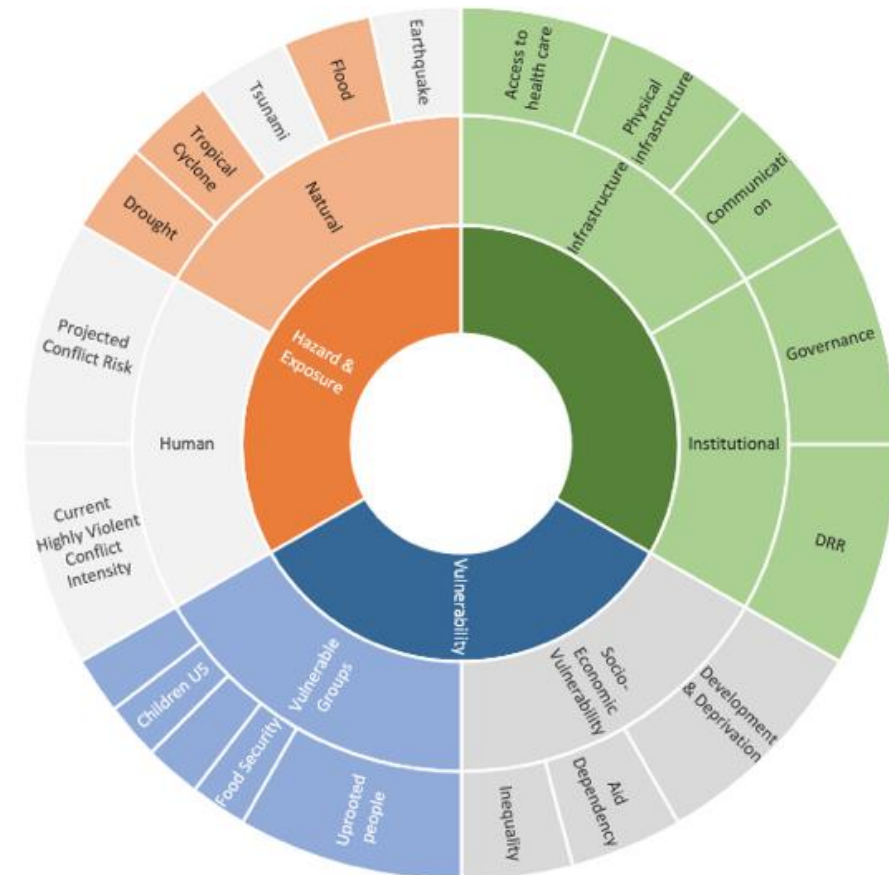 Earthquake
Flood
Tsunami
Tropical
Cyclone
Drought
Natural
Projected
Conflict Risk
Human
Current
Highly Violent
Conflict
Intensity
Hazard &
Exposure
Access to
health care
Physical
infrastructure
Communicati
on
Infrastructure
Governance
Institutional
DRR
Vulnerability
Vulnerable
Groups
Children US
Food Security
Uprooted
people
Socio-
Economic
Vulnerability
Development
& Deprivation
Aid
Dependency
Inequality